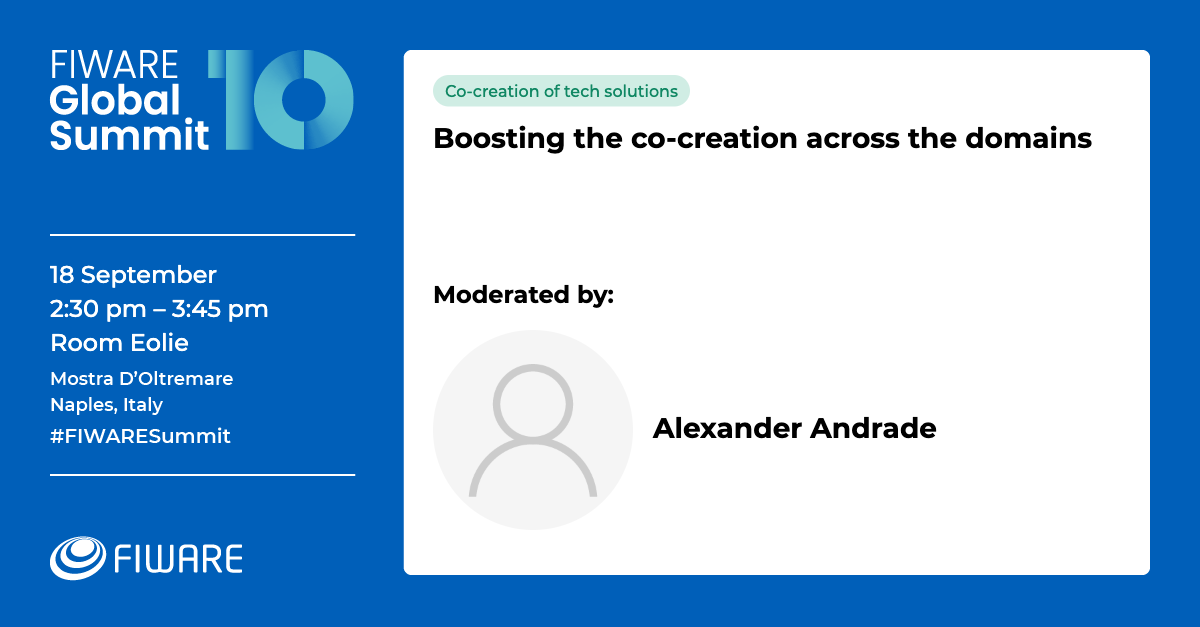 FIWARE
Global
Summit
10
18 September
2:30 pm – 3:45 pm
Room Eolie
Mostra D’Oltremare
Naples, Italy
#FIWARESummit
FIWARE
Co-creation of tech solutions
Boosting the co-creation across the domains
Moderated by:
Alexander Andrade